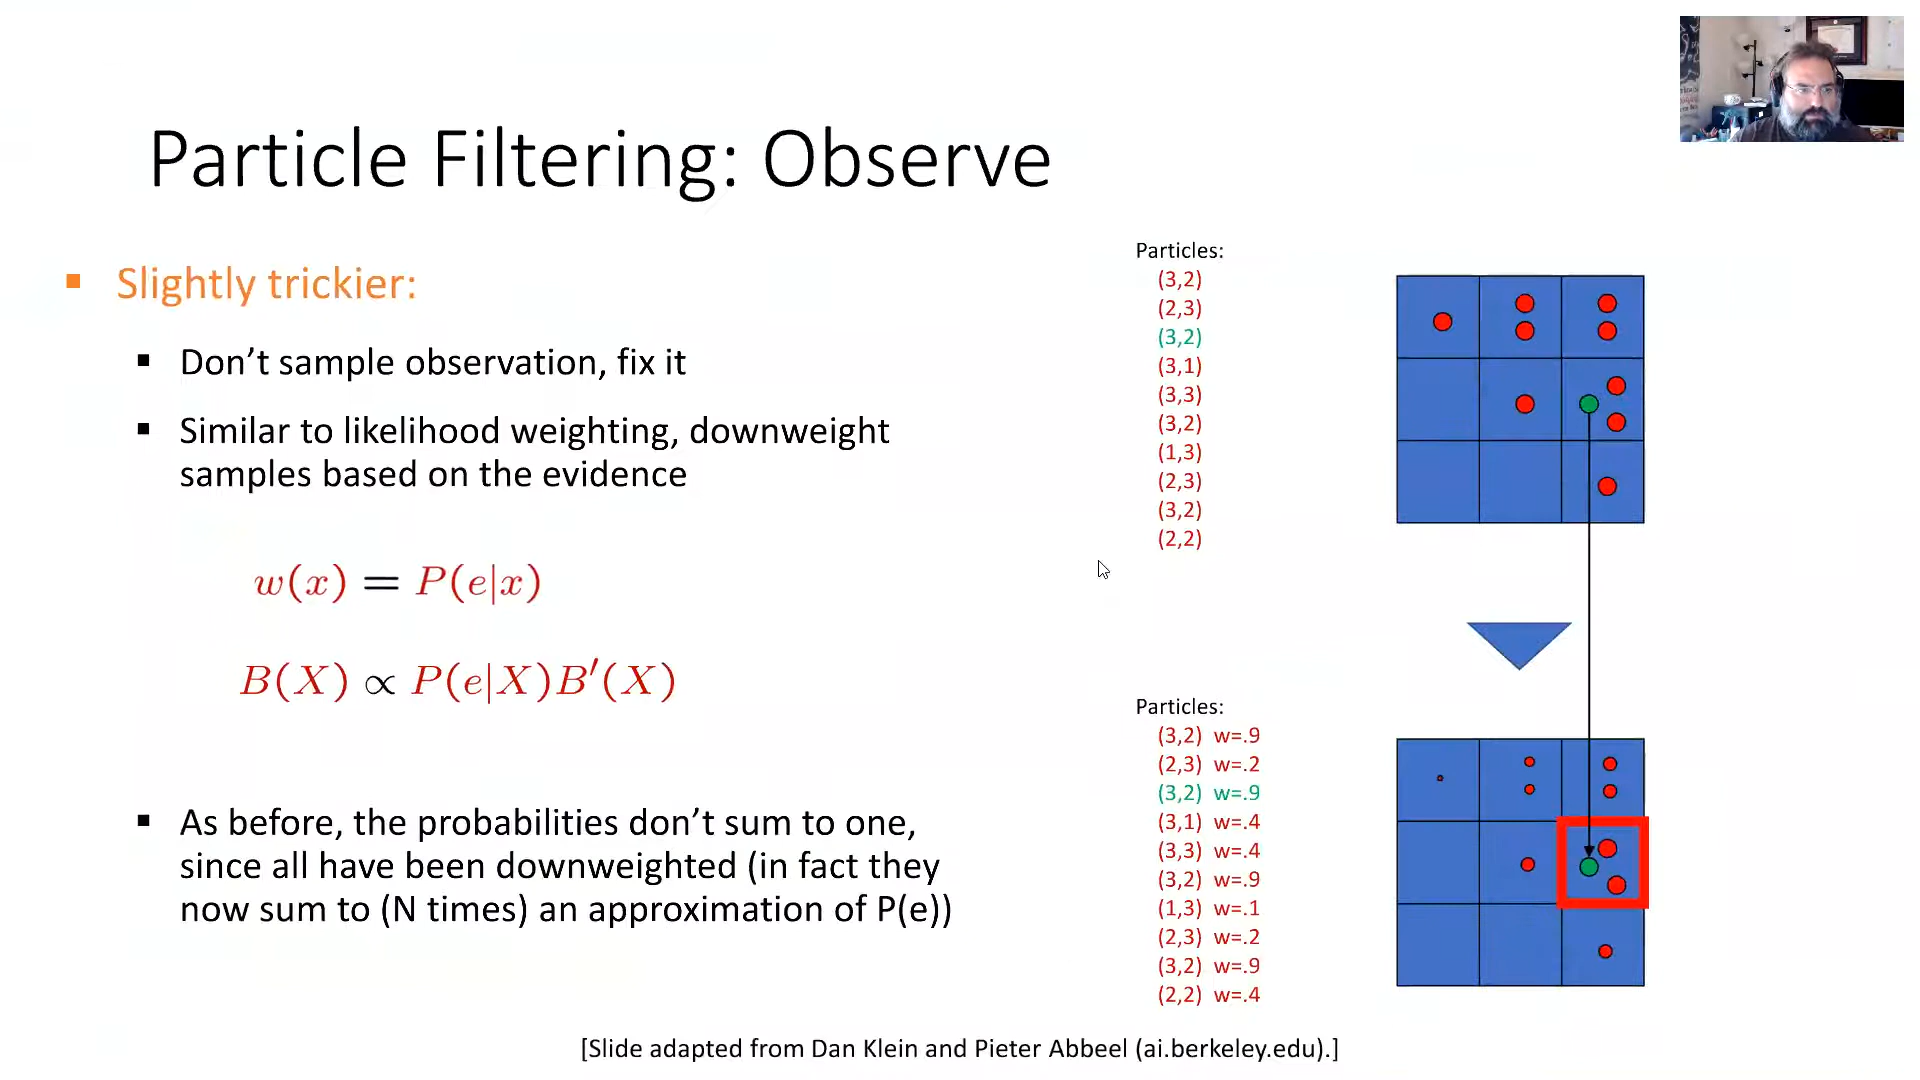 Particle Filtering: Observe
Slightly trickier:
Don’t sample observation, fix it
Similar to likelihood weighting, downweight
samples based on the evidence
w(x) = P(e|x)
B(X) ∝ P(e|X)B′(X)
As before, the probabilities don’t sum to one,
since all have been downweighted (in fact they
now sum to (N times) an approximation of P(e))
Particles:
(3,2)
(2,3)
(3,2)
(3,1)
(3,3)
(3,2)
(1,3)
(2,3)
(3,2)
(2,2)
Particles:
(3,2) w=.9
(2,3) w=.2
(3,2) w=.9
(3,1) w=.4
(3,3) w=.4
(3,2) w=.9
(1,3) w=.1
(2,3) w=.2
(3,2) w=.9
(2,2) w=.4
[Slide adapted from Dan Klein and Pieter Abbeel (ai.berkeley.edu).]